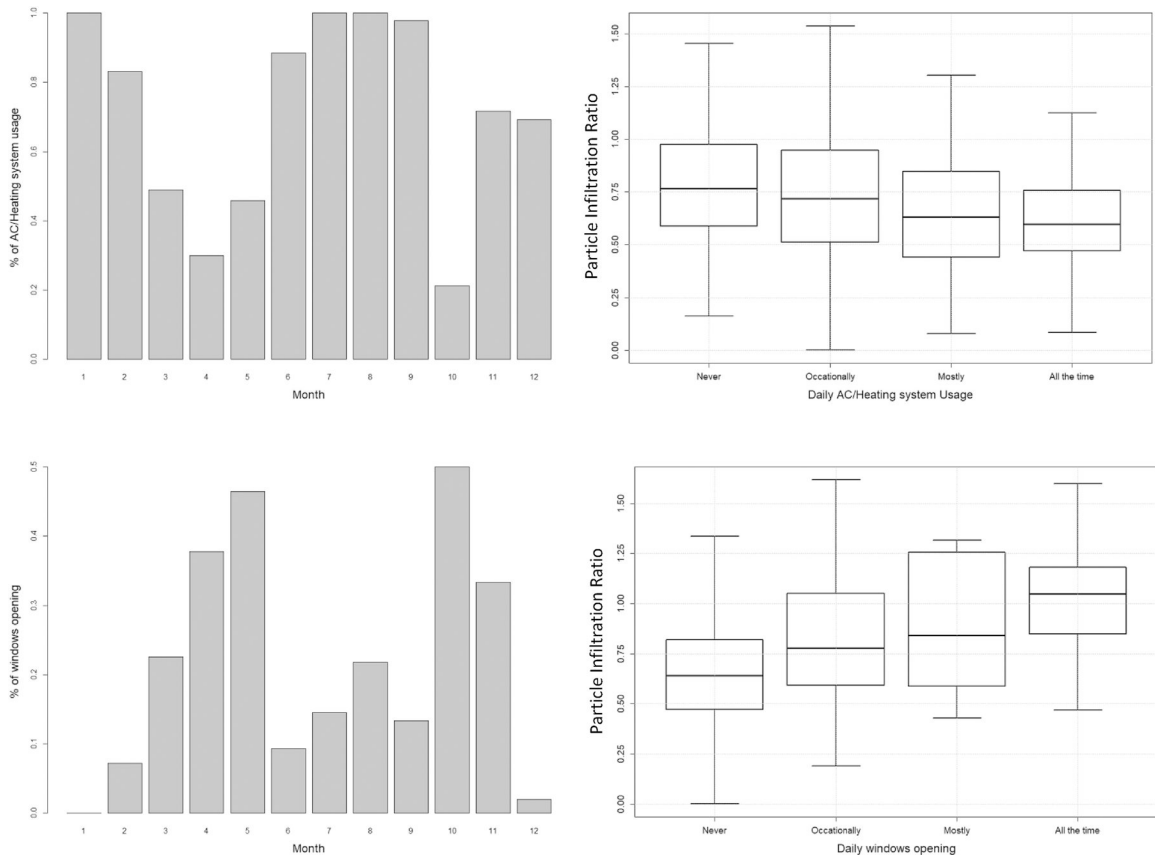 % of AC/Heating system usage
1.0
0.8
0.6
0.4
0.2
0.0
1 2 3 4 5 6 7 8 9 10 11 12
Month
Particle Infiltration Ratio
1.50
1.25
1.00
0.75
0.50
0.25
0.00
Never Occationally Mostly All the time
Daily AC/Heating system Usage
% of windows opening
0.5
0.4
0.3
0.2
0.1
0.0
1 2 3 4 5 6 7 8 9 10 11 12
Month
Particle Infiltration Ratio
1.50
1.25
1.00
0.75
0.50
0.25
0.00
Never Occationally Mostly All the time
Daily windows opening